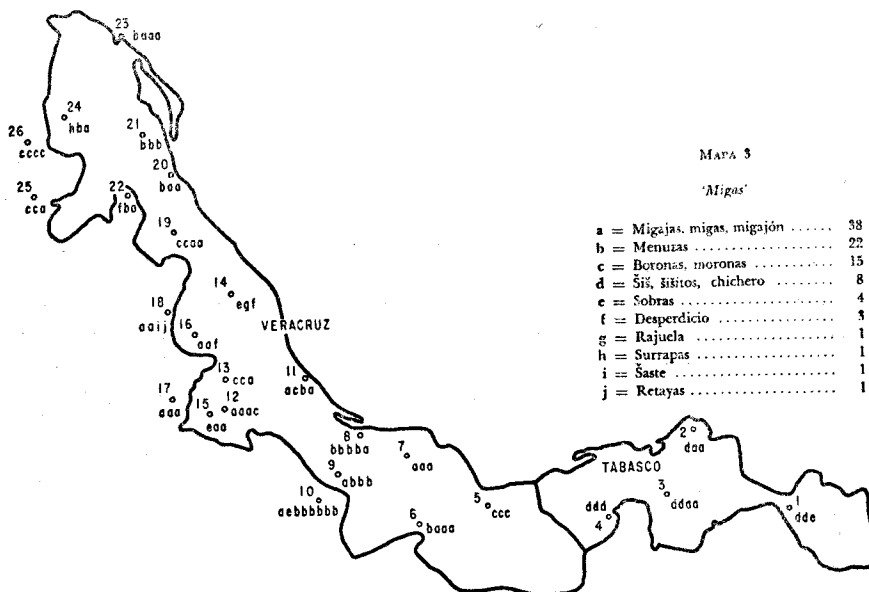 MAPA 3
'Migas'
a = Migajas, migas, migajón ...... 38
b = Menuzas .................. 22
c = Boronas, moronas .......... 15
d = Šiš, šišitos, chichero ....... 8
e = Sobras .................... 4
f = Desperdicio ................ 3
g = Rajuela .................... 1
h = Surrapas ................... 1
i = Šaste ....................... 1
j = Retayas .................... 1
23
baaa
24
hba
26
cccc
21
bbb
20
baa
25
cca
22
fba
19
ccaa
14
egf
18
aaij
16
aaf
VERACRUZ
13
cca
11
acba
17
aaa
15
eaa
12
aaac
8
bbbba
7
aaa
9
abbb
10
aebbbbbb
6
baaa
5
ccc
TABASCO
2
daa
3
ddaa
ddd
4
1
dde